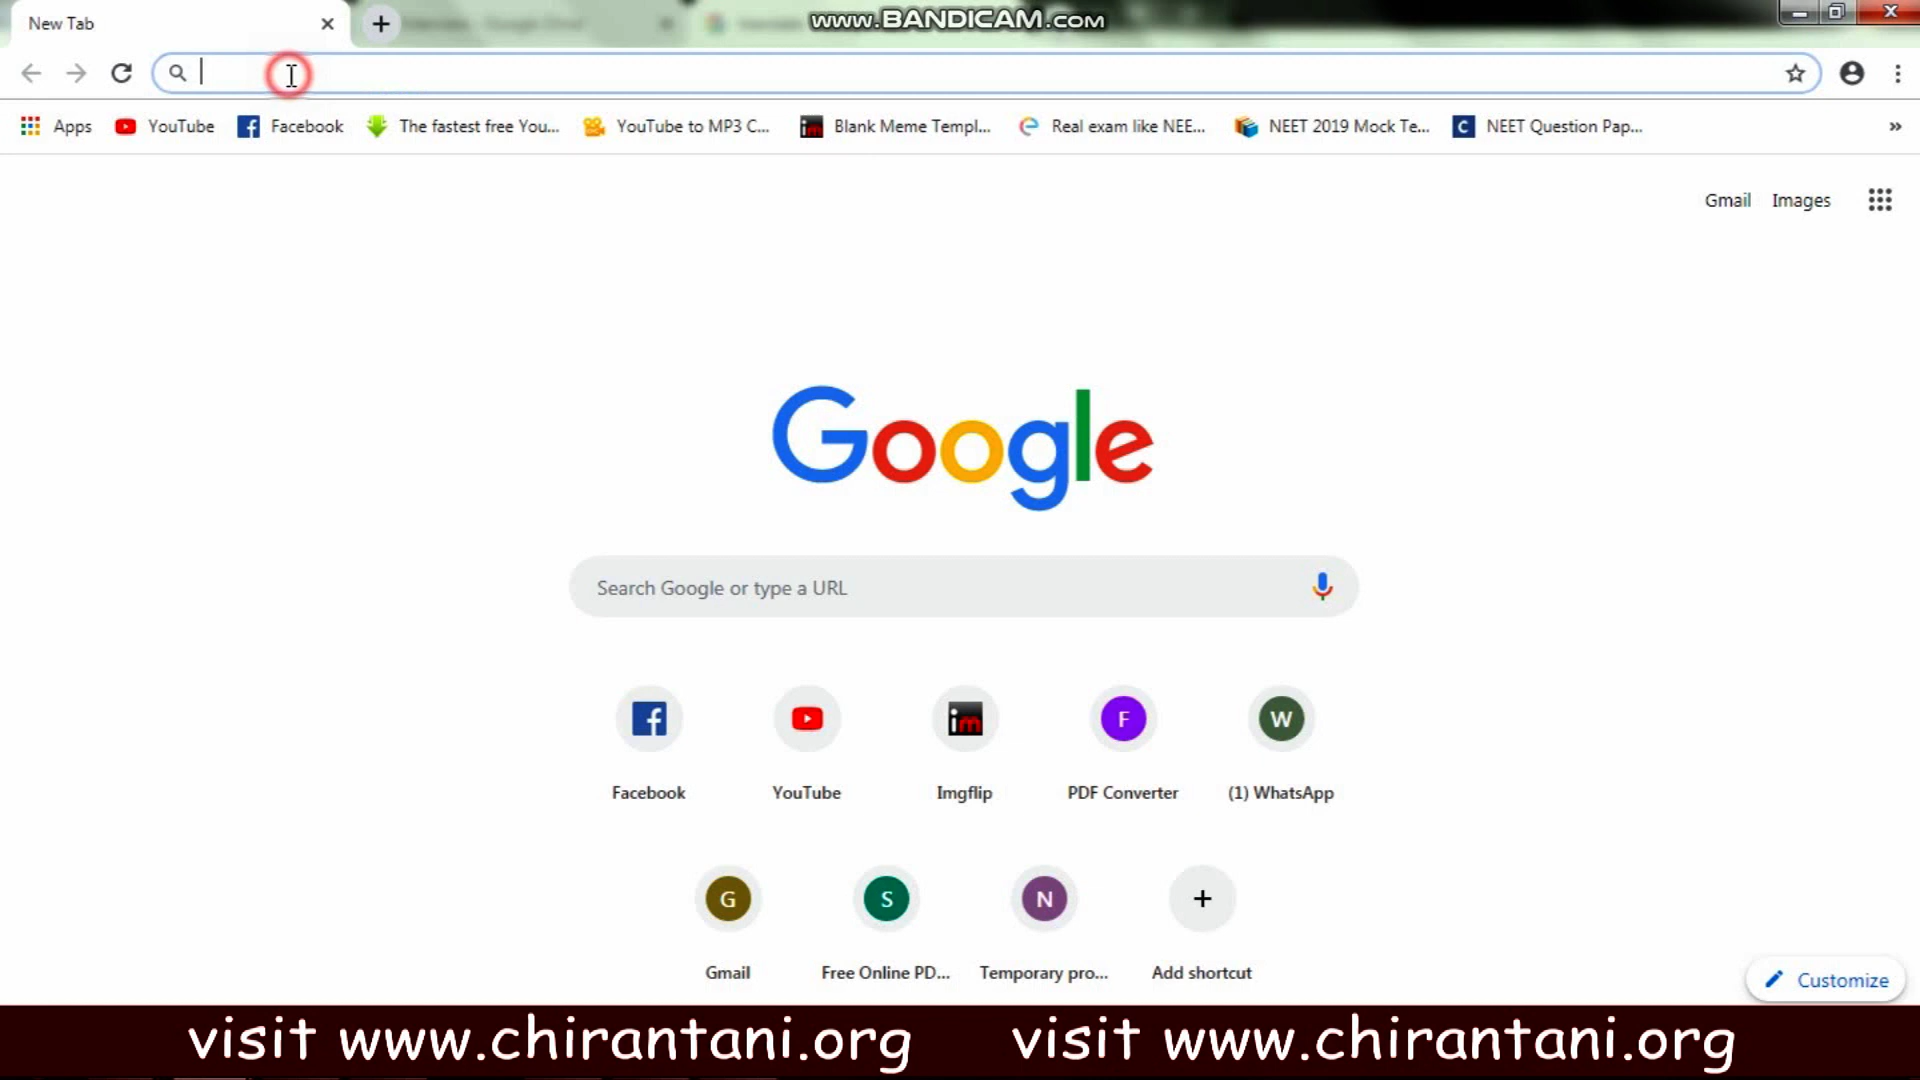 New Tab
www.BANDICAM.com
Apps YouTube Facebook The fastest free You... YouTube to MP3 C... im Blank Meme Templ... Real exam like NEE... NEET 2019 Mock Te... C NEET Question Pap... »
Gmail Images
Google
Search Google or type a URL
im F W
Facebook YouTube Imgflip PDF Converter (1) WhatsApp
G S N
Gmail Free Online PD... Temporary pro... Add shortcut
Customize
visit www.chirantani.org visit www.chirantani.org